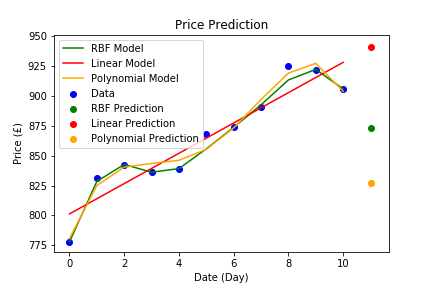 Price Prediction
RBF Model
Linear Model
Polynomial Model
Data
RBF Prediction
Linear Prediction
Polynomial Prediction
Price (£)
950
925
900
875
850
825
800
775
0 2 4 6 8 10
Date (Day)